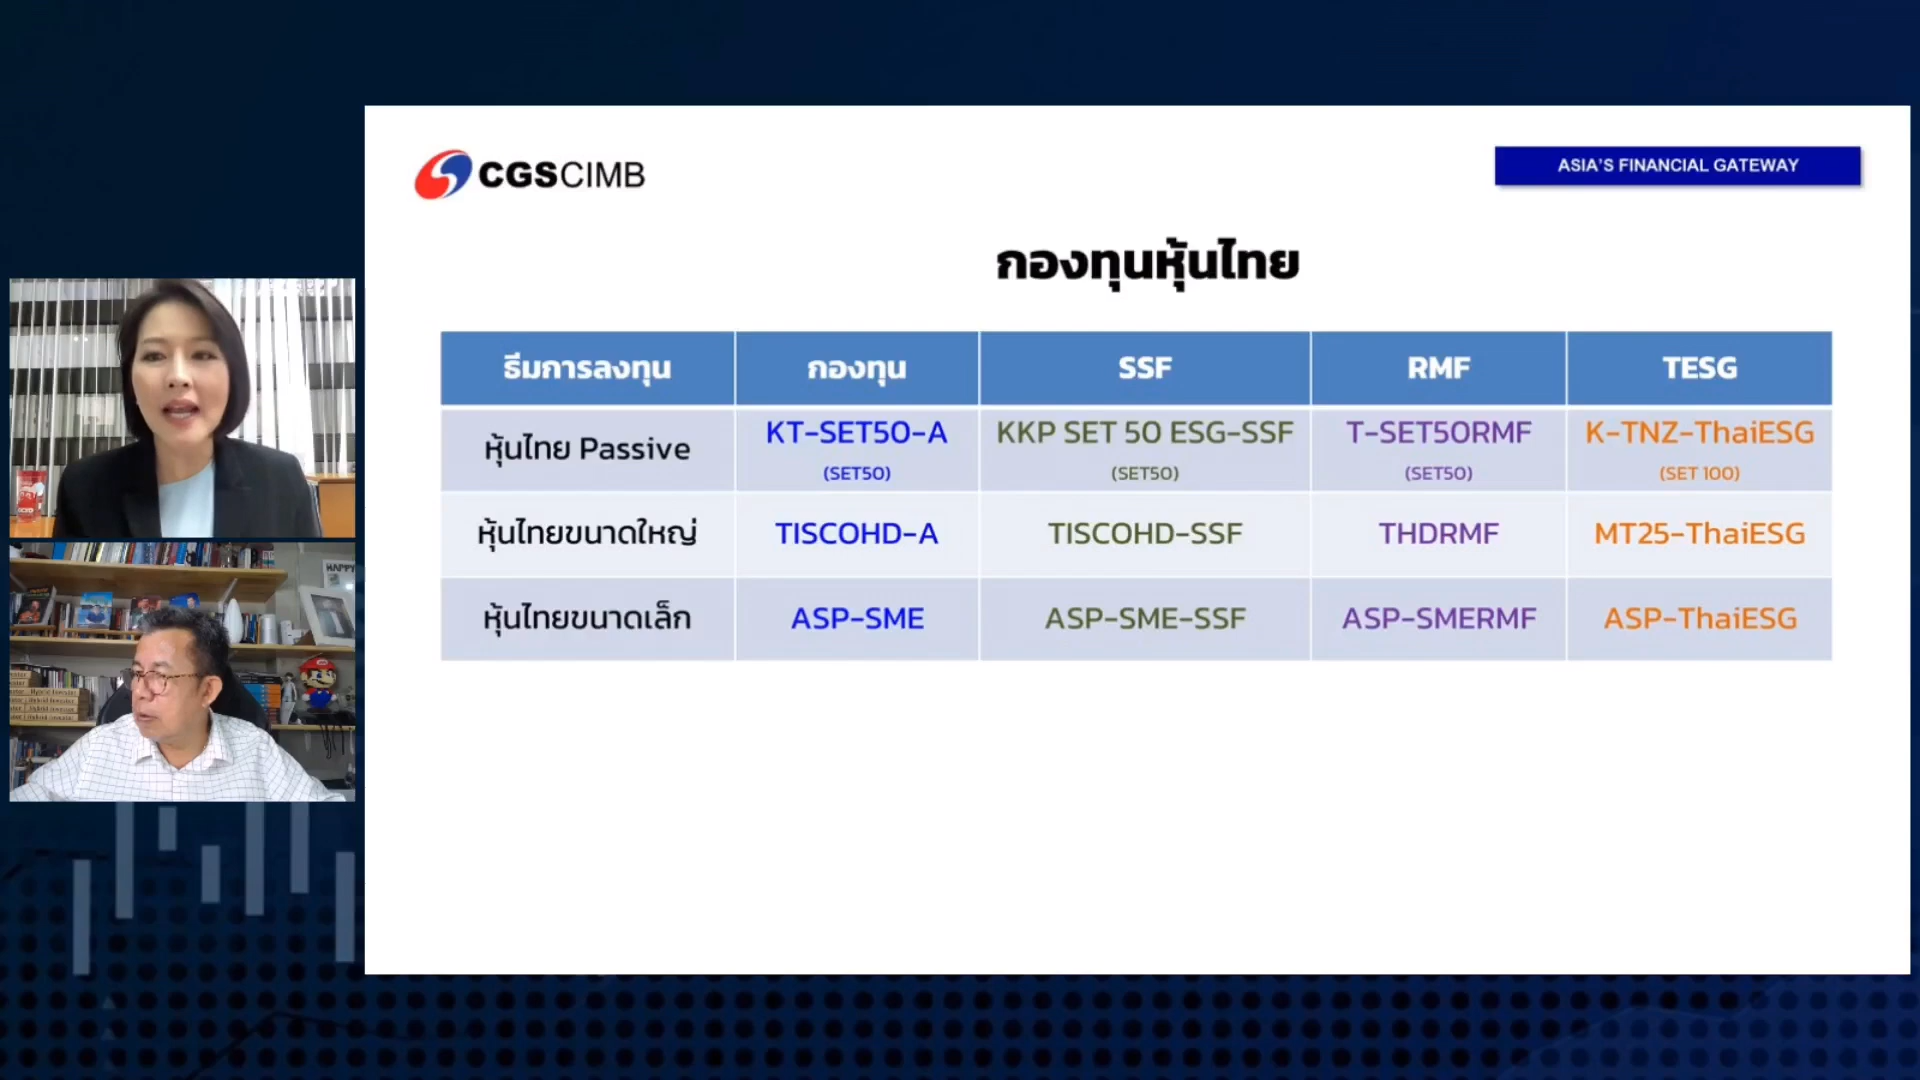 CGSCIMB
ASIA'S FINANCIAL GATEWAY
กองทุนหุ้นไทย
ธีมการลงทุน กองทุน SSF RMF TESG
หุ้นไทย Passive KT-SET50-A KKP SET 50 ESG-SSF T-SET50RMF K-TNZ-ThaiESG
(SET50) (SET50) (SET50) (SET 100)
หุ้นไทยขนาดใหญ่ TISCOHD-A TISCOHD-SSF THDRMF MT25-ThaiESG
หุ้นไทยขนาดเล็ก ASP-SME ASP-SME-SSF ASP-SMERMF ASP-ThaiESG
HAPPY